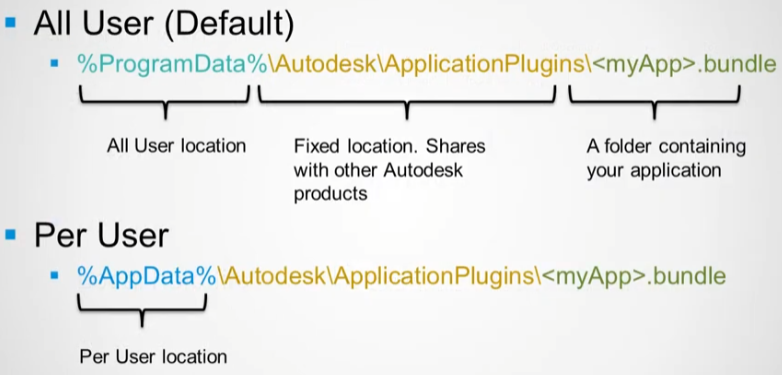 All User (Default)
%ProgramData%\Autodesk\ApplicationPlugins\<myApp>.bundle
All User location
Fixed location. Shares
with other Autodesk
products
A folder containing
your application
Per User
%AppData%\Autodesk\ApplicationPlugins\<myApp>.bundle
Per User location